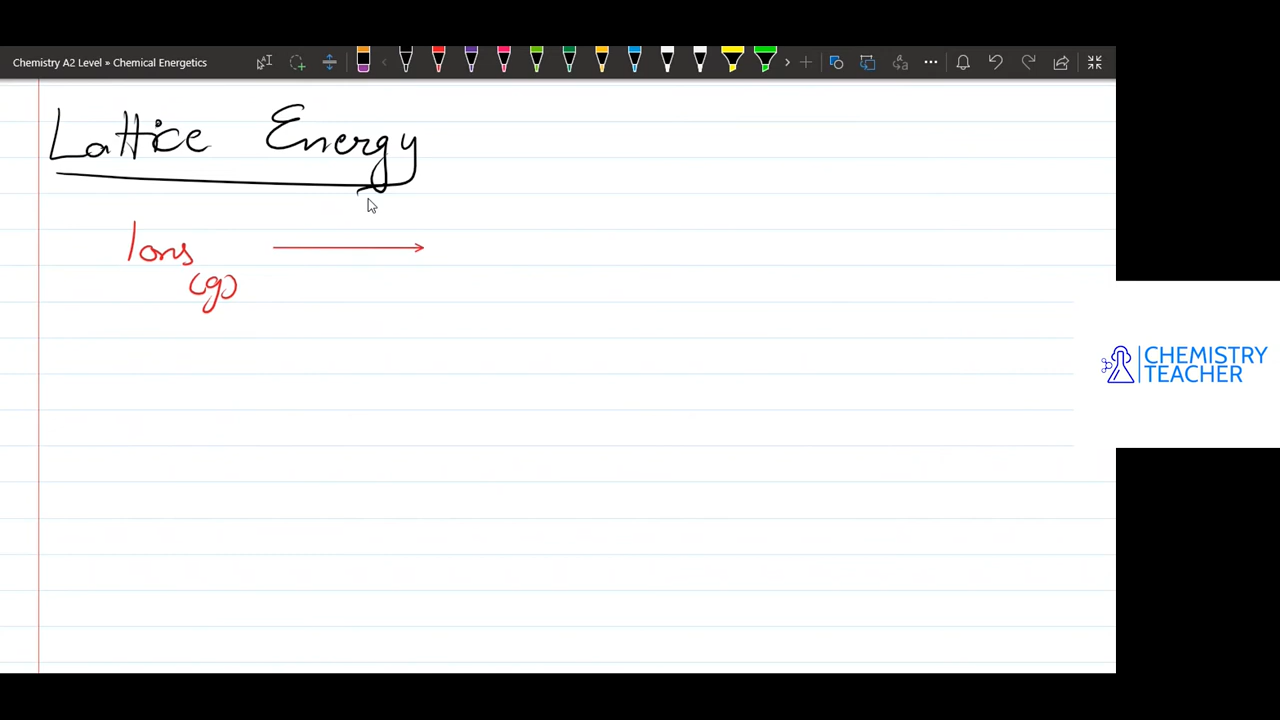 Chemistry A2 Level » Chemical Energetics
Lattice Energy
Ions
(g)
CHEMISTRY
TEACHER